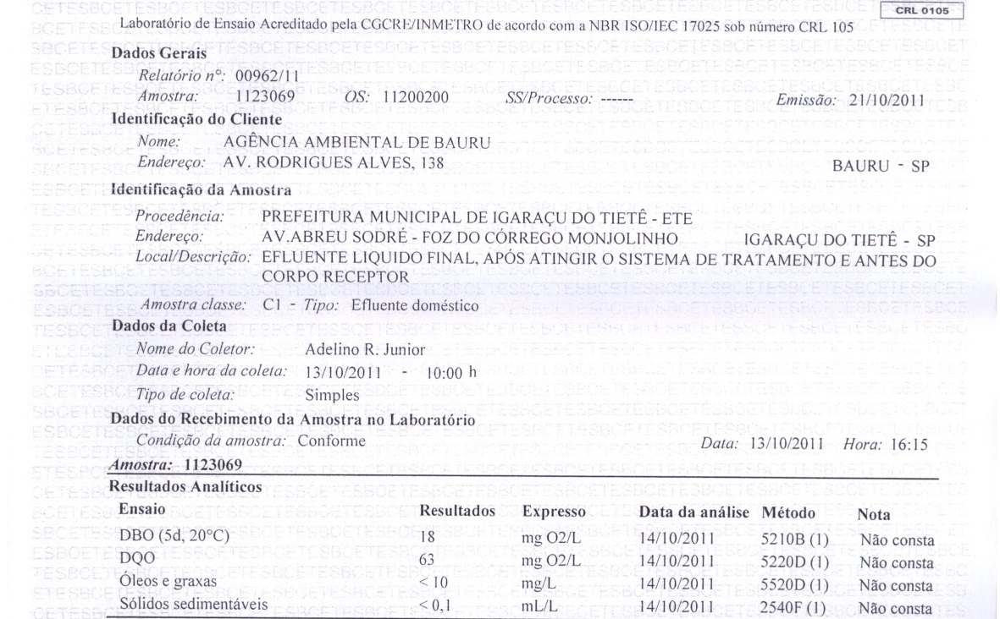 CRL 0105
Laboratório de Ensaio Acreditado pela CGCRE/INMETRO de acordo com a NBR ISO/IEC 17025 sob número CRL 105
Dados Gerais
Relatório nº: 00962/11
Amostra: 1123069 OS: 11200200 SS/Processo: ------ Emissão: 21/10/2011
Identificação do Cliente
Nome: AGÊNCIA AMBIENTAL DE BAURU
Endereço: AV. RODRIGUES ALVES, 138 BAURU - SP
Identificação da Amostra
Procedência: PREFEITURA MUNICIPAL DE IGARAÇU DO TIETÊ - ETE
Endereço: AV.ABREU SODRÉ - FOZ DO CÓRREGO MONJOLINHO IGARAÇU DO TIETÊ - SP
Local/Descrição: EFLUENTE LIQUIDO FINAL, APÓS ATINGIR O SISTEMA DE TRATAMENTO E ANTES DO
CORPO RECEPTOR
Amostra classe: C1 - Tipo: Efluente doméstico
Dados da Coleta
Nome do Coletor: Adelino R. Junior
Data e hora da coleta: 13/10/2011 - 10:00 h
Tipo de coleta: Simples
Dados do Recebimento da Amostra no Laboratório
Condição da amostra: Conforme Data: 13/10/2011 Hora: 16:15
Amostra: 1123069
Resultados Analíticos
Ensaio Resultados Expresso Data da análise Método Nota
DBO (5d, 20°C) 18 mg O2/L 14/10/2011 5210B (1) Não consta
DQO 63 mg O2/L 14/10/2011 5220D (1) Não consta
Óleos e graxas < 10 mg/L 14/10/2011 5520D (1) Não consta
Sólidos sedimentáveis < 0,1 mL/L 14/10/2011 2540F (1) Não consta